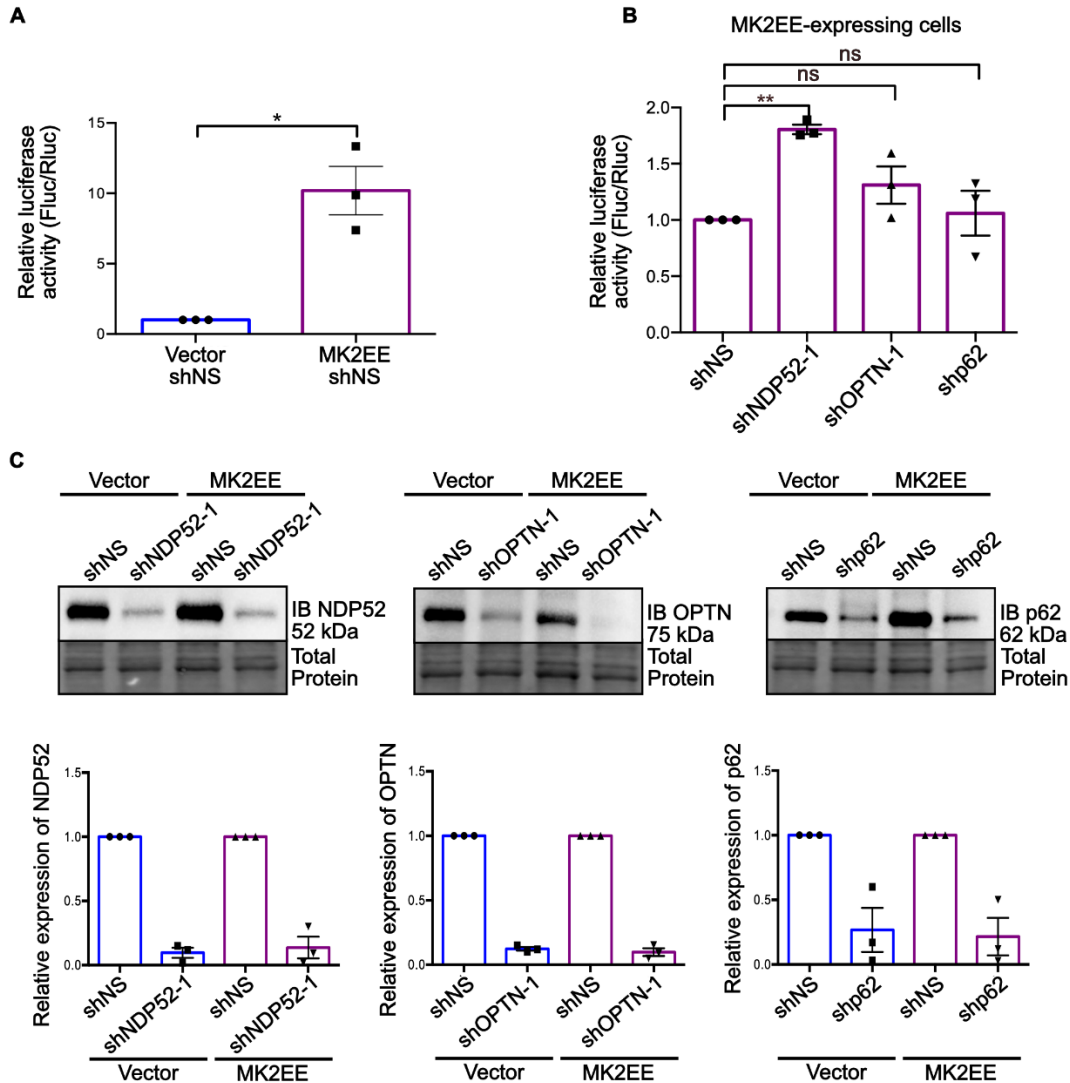 A
Relative luciferase
activity (Fluc/Rluc)
15
10
5
0
*
Vector
shNS
MK2EE
shNS
B
MK2EE-expressing cells
ns
ns
**
Relative luciferase
activity (Fluc/Rluc)
2.0
1.5
1.0
0.5
0.0
shNS
shNDP52-1
shOPTN-1
shp62
C
Vector
MK2EE
shNS
shNDP52-1
shNS
shNDP52-1
IB NDP52
52 kDa
Total
Protein
Vector
MK2EE
shNS
shOPTN-1
shNS
shOPTN-1
IB OPTN
75 kDa
Total
Protein
Vector
MK2EE
shNS
shp62
shNS
shp62
IB p62
62 kDa
Total
Protein
Relative expression of NDP52
1.5
1.0
0.5
0.0
shNS
shNDP52-1
shNS
shNDP52-1
Vector
MK2EE
Relative expression of OPTN
1.5
1.0
0.5
0.0
shNS
shOPTN-1
shNS
shOPTN-1
Vector
MK2EE
Relative expression of p62
1.5
1.0
0.5
0.0
shNS
shp62
shNS
shp62
Vector
MK2EE